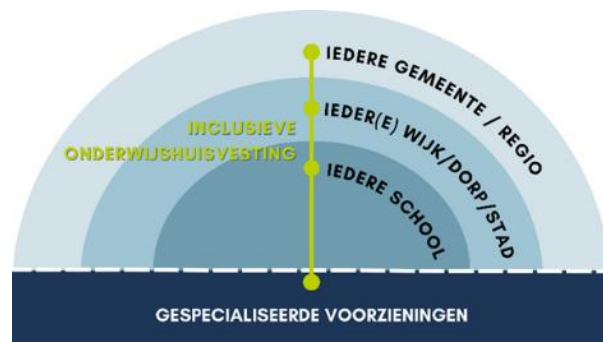 IEDERE GEMEENTE / REGIO
IEDER(E) WIJK/DORP/STAD
IEDERE SCHOOL
INCLUSIEVE
ONDERWIJSHUISVESTING
GESPECIALISEERDE VOORZIENINGEN